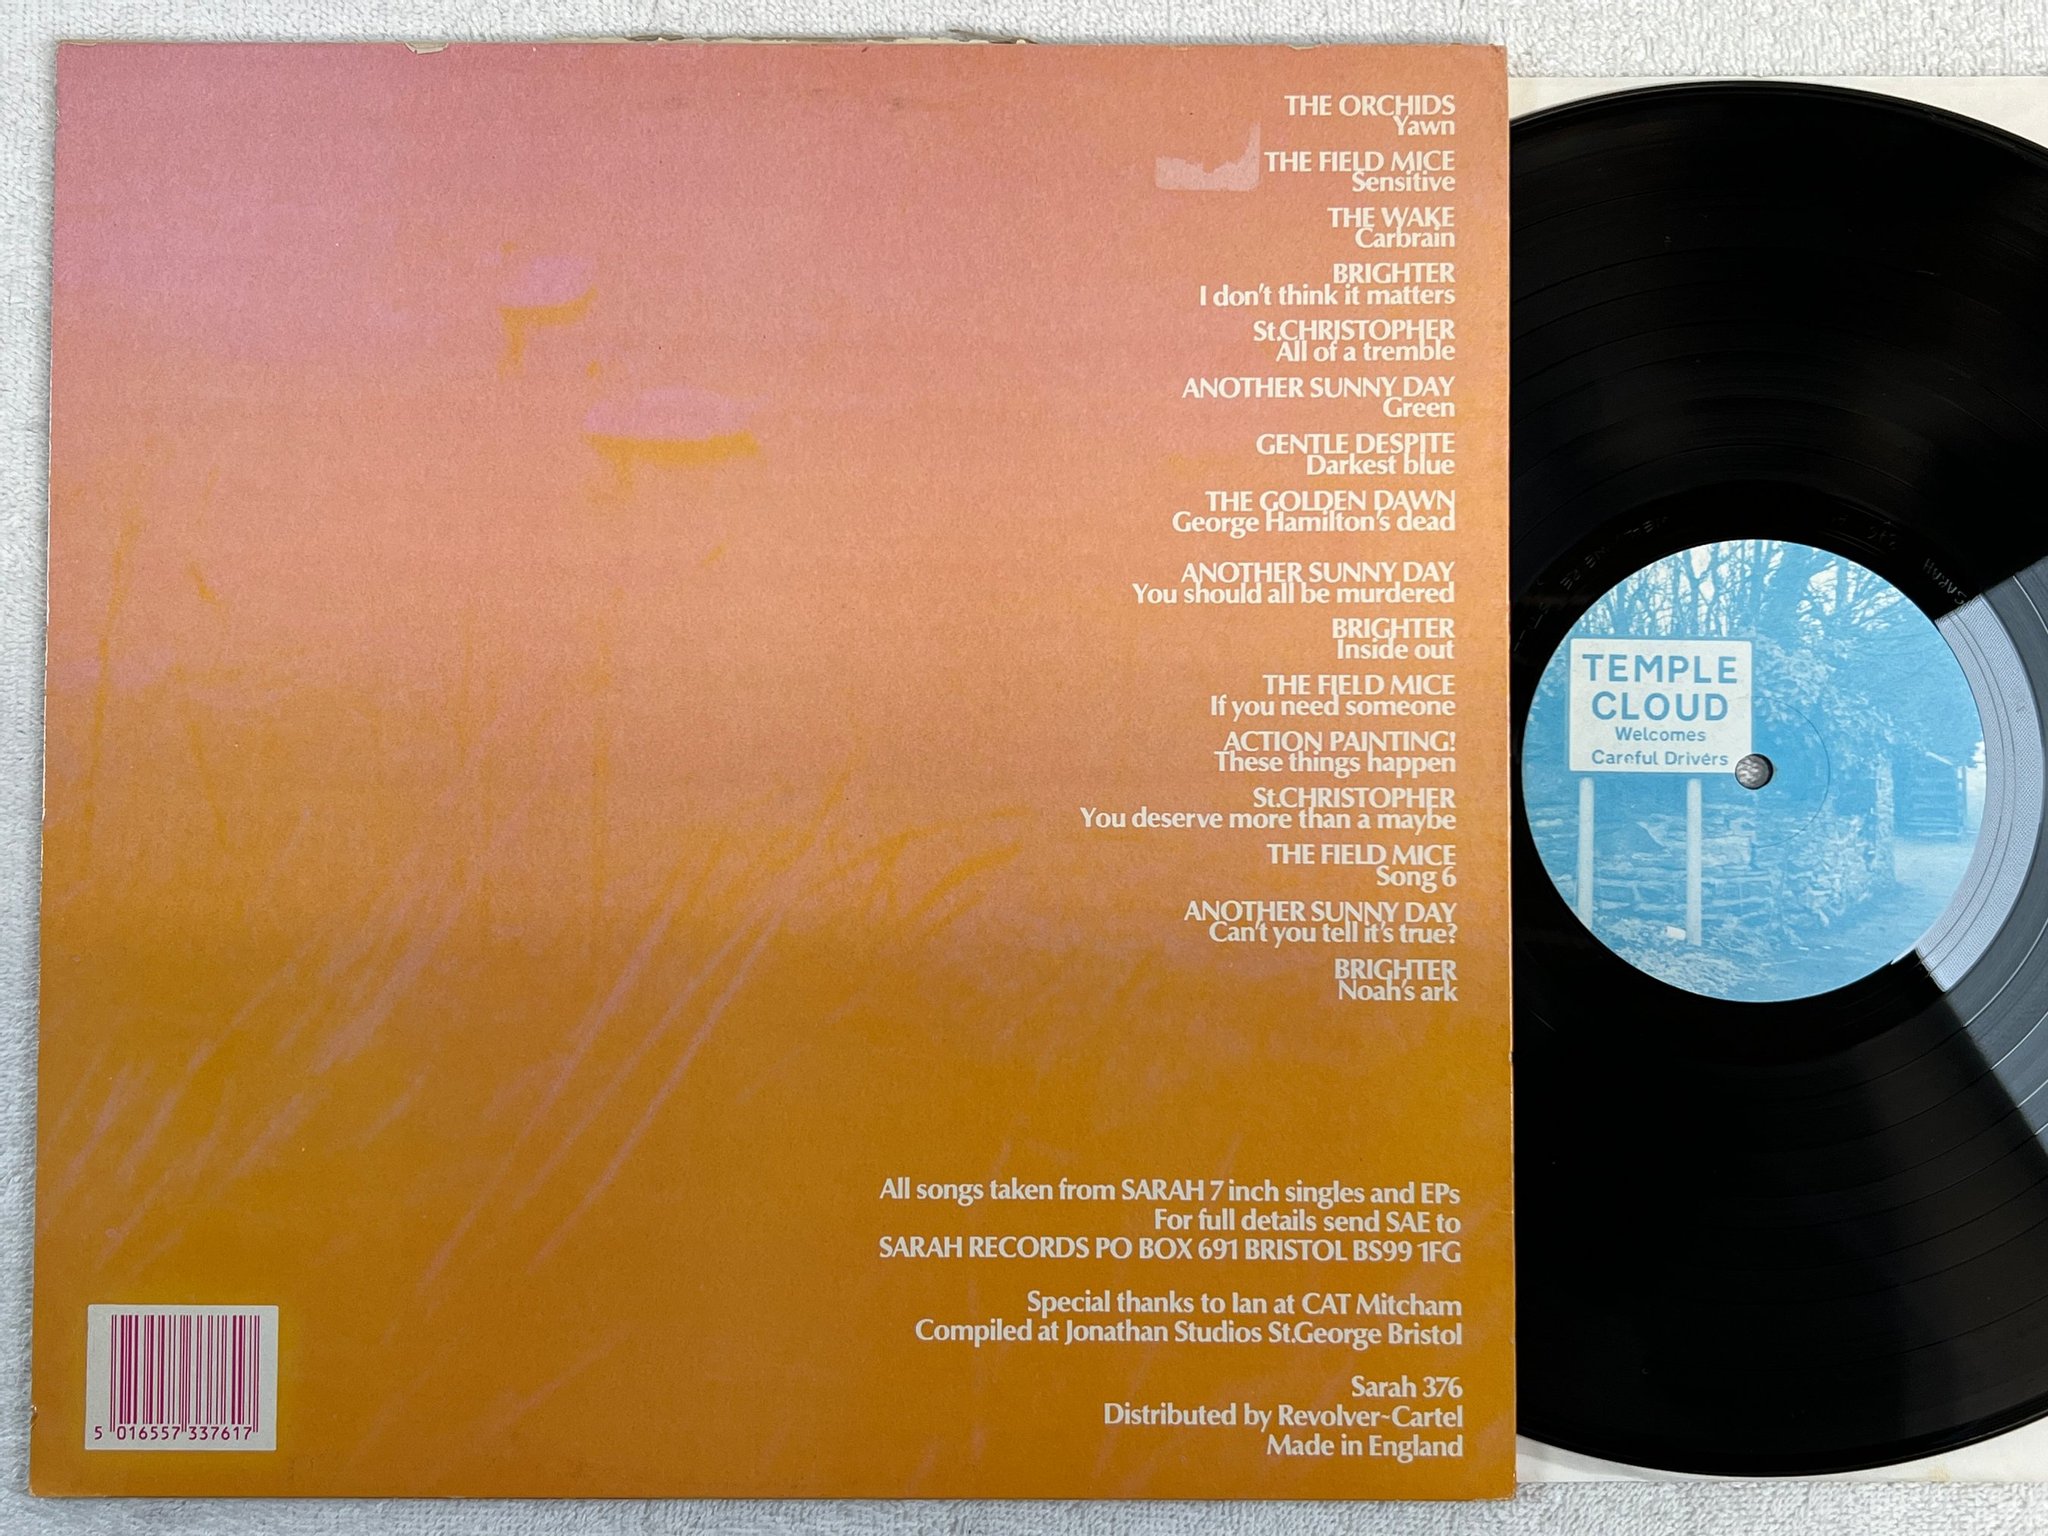 THE ORCHIDS
Yawn
THE FIELD MICE
Sensitive
THE WAKE
Carbrain
BRIGHTER
I don't think it matters
St.CHRISTOPHER
All of a tremble
ANOTHER SUNNY DAY
Green
GENTLE DESPITE
Darkest blue
THE GOLDEN DAWN
George Hamilton's dead
ANOTHER SUNNY DAY
You should all be murdered
BRIGHTER
Inside out
THE FIELD MICE
If you need someone
ACTION PAINTING!
These things happen
St.CHRISTOPHER
You deserve more than a maybe
THE FIELD MICE
Song 6
ANOTHER SUNNY DAY
Can't you tell it's true?
BRIGHTER
Noah's ark
All songs taken from SARAH 7 inch singles and EPs
For full details send SAE to
SARAH RECORDS PO BOX 691 BRISTOL BS99 1FG
Special thanks to Ian at CAT Mitcham
Compiled at Jonathan Studios St.George Bristol
Sarah 376
Distributed by Revolver~Cartel
Made in England
5 016557 337617
TEMPLE
CLOUD
Welcomes
Careful Drivers
SARAH